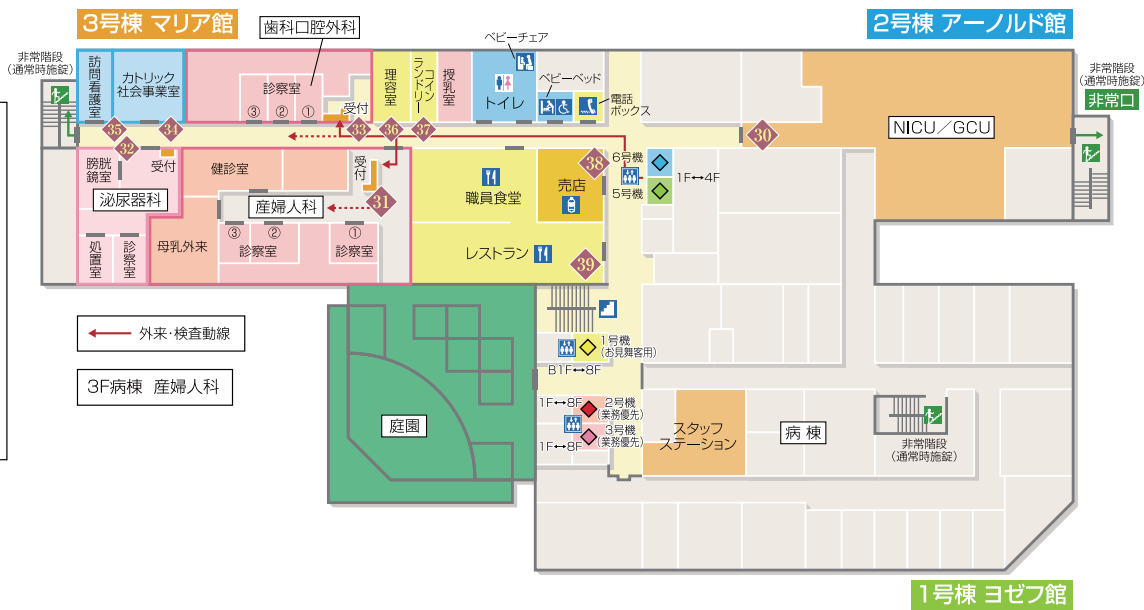 3号棟 マリア館
2号棟 アーノルド館
歯科口腔外科
非常階段
(通常時施錠)
訪問看護室
カトリック
社会事業室
診察室
③
②
①
受付
理容室
コイン
ランドリー
授乳室
ベビーチェア
トイレ
ベビーベッド
電話
ボックス
NICU/GCU
非常階段
(通常時施錠)
非常口
35
34
33
36
37
30
32
膀胱鏡室
受付
泌尿器科
処置室
診察室
健診室
受付
産婦人科
31
母乳外来
③
②
①
診察室
診察室
職員食堂
38
売店
レストラン
39
6号機
5号機
1F↔4F
外来・検査動線
3F病棟 産婦人科
庭園
1号機
(お見舞客用)
B1F↔8F
1F↔8F
2号機
(業務優先)
3号機
(業務優先)
1F↔8F
スタッフ
ステーション
病棟
非常階段
(通常時施錠)
1号棟 ヨゼフ館